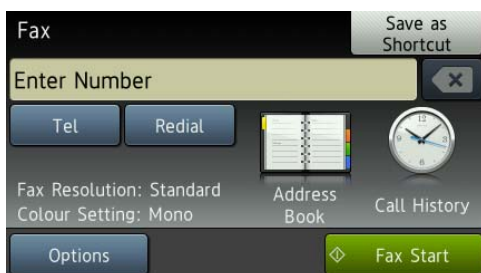 Fax
Save as
Shortcut
Enter Number
Tel
Redial
Fax Resolution: Standard
Colour Setting: Mono
Address
Book
Call History
Options
Fax Start